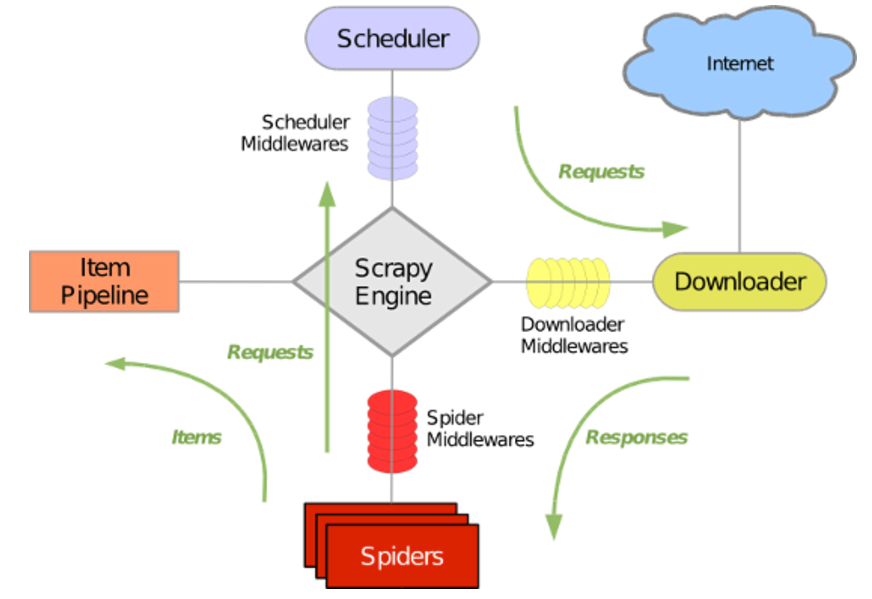 Scheduler
Internet
Scheduler
Middlewares
Requests
Item
Pipeline
Scrapy
Engine
Downloader
Downloader
Middlewares
Requests
Items
Spider
Middlewares
Responses
Spiders